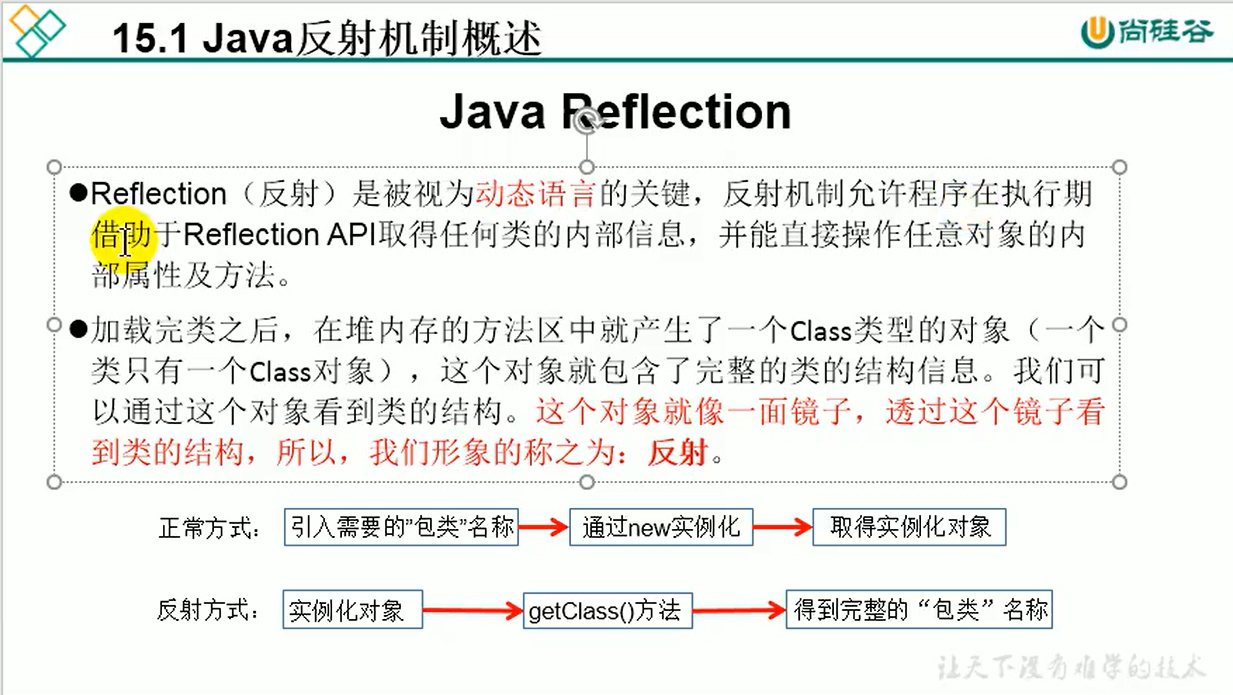 15.1 Java反射机制概述
尚硅谷
Java Reflection
●Reflection（反射）是被视为动态语言的关键，反射机制允许程序在执行期
借助于Reflection API取得任何类的内部信息，并能直接操作任意对象的内
部属性及方法。
●加载完类之后，在堆内存的方法区中就产生了一个Class类型的对象（一个
类只有一个Class对象），这个对象就包含了完整的类的结构信息。我们可
以通过这个对象看到类的结构。这个对象就像一面镜子，透过这个镜子看
到类的结构，所以，我们形象的称之为：反射。
正常方式： 引入需要的”包类”名称 通过new实例化 取得实例化对象
反射方式： 实例化对象 getClass()方法 得到完整的“包类”名称
让天下没有难学的技术